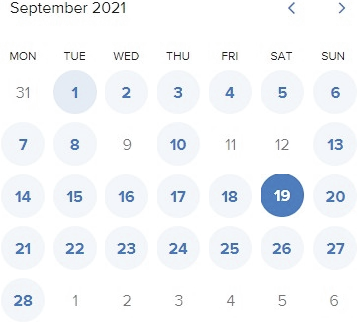 September 2021
MON TUE WED THU FRI SAT SUN
31 1 2 3 4 5 6
7 8 9 10 11 12 13
14 15 16 17 18 19 20
21 22 23 24 25 26 27
28 1 2 3 4 5 6